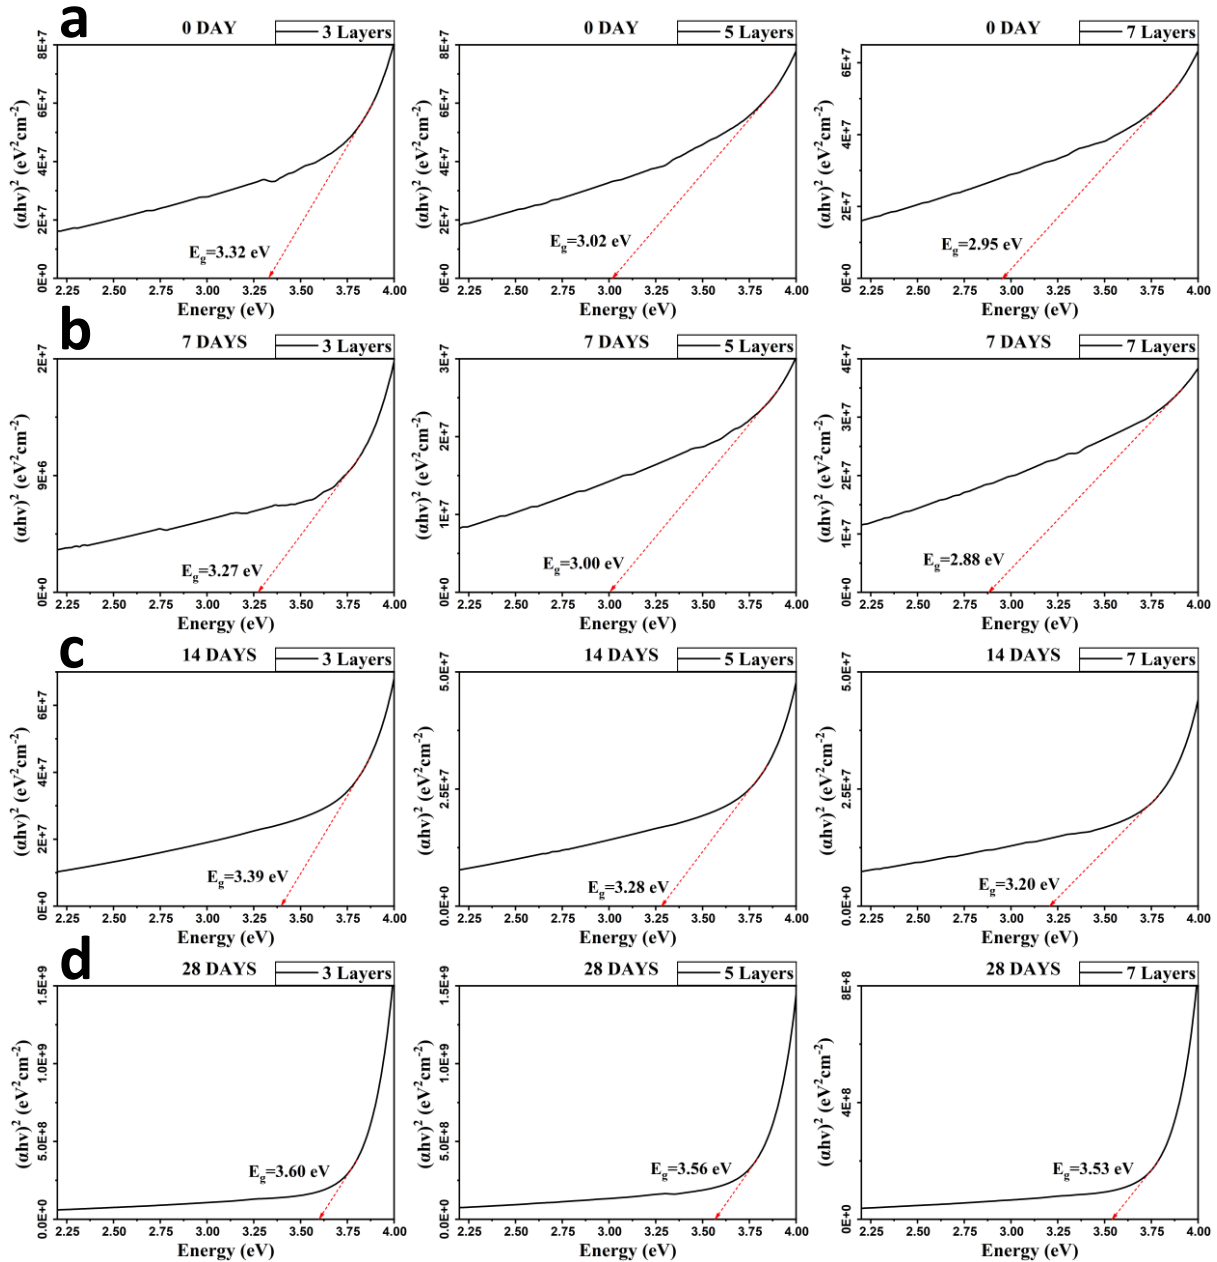 a
0 DAY
3 Layers
8E+7
6E+7
4E+7
2E+7
0E+0
(αhν)² (eV²cm⁻²)
E_g=3.32 eV
2.25 2.50 2.75 3.00 3.25 3.50 3.75 4.00
Energy (eV)
0 DAY
5 Layers
8E+7
6E+7
4E+7
2E+7
0E+0
(αhν)² (eV²cm⁻²)
E_g=3.02 eV
2.25 2.50 2.75 3.00 3.25 3.50 3.75 4.00
Energy (eV)
0 DAY
7 Layers
6E+7
4E+7
2E+7
0E+0
(αhν)² (eV²cm⁻²)
E_g=2.95 eV
2.25 2.50 2.75 3.00 3.25 3.50 3.75 4.00
Energy (eV)
b
7 DAYS
3 Layers
2E+7
9E+6
0E+0
(αhν)² (eV²cm⁻²)
E_g=3.27 eV
2.25 2.50 2.75 3.00 3.25 3.50 3.75 4.00
Energy (eV)
7 DAYS
5 Layers
3E+7
2E+7
1E+7
0E+0
(αhν)² (eV²cm⁻²)
E_g=3.00 eV
2.25 2.50 2.75 3.00 3.25 3.50 3.75 4.00
Energy (eV)
7 DAYS
7 Layers
4E+7
3E+7
2E+7
1E+7
0E+0
(αhν)² (eV²cm⁻²)
E_g=2.88 eV
2.25 2.50 2.75 3.00 3.25 3.50 3.75 4.00
Energy (eV)
c
14 DAYS
3 Layers
6E+7
4E+7
2E+7
0E+0
(αhν)² (eV²cm⁻²)
E_g=3.39 eV
2.25 2.50 2.75 3.00 3.25 3.50 3.75 4.00
Energy (eV)
14 DAYS
5 Layers
5.0E+7
2.5E+7
0.0E+0
(αhν)² (eV²cm⁻²)
E_g=3.28 eV
2.25 2.50 2.75 3.00 3.25 3.50 3.75 4.00
Energy (eV)
14 DAYS
7 Layers
5.0E+7
2.5E+7
0.0E+0
(αhν)² (eV²cm⁻²)
E_g=3.20 eV
2.25 2.50 2.75 3.00 3.25 3.50 3.75 4.00
Energy (eV)
d
28 DAYS
3 Layers
1.5E+9
1.0E+9
5.0E+8
0.0E+0
(αhν)² (eV²cm⁻²)
E_g=3.60 eV
2.25 2.50 2.75 3.00 3.25 3.50 3.75 4.00
Energy (eV)
28 DAYS
5 Layers
1.5E+9
1.0E+9
5.0E+8
0.0E+0
(αhν)² (eV²cm⁻²)
E_g=3.56 eV
2.25 2.50 2.75 3.00 3.25 3.50 3.75 4.00
Energy (eV)
28 DAYS
7 Layers
8E+8
4E+8
0E+0
(αhν)² (eV²cm⁻²)
E_g=3.53 eV
2.25 2.50 2.75 3.00 3.25 3.50 3.75 4.00
Energy (eV)